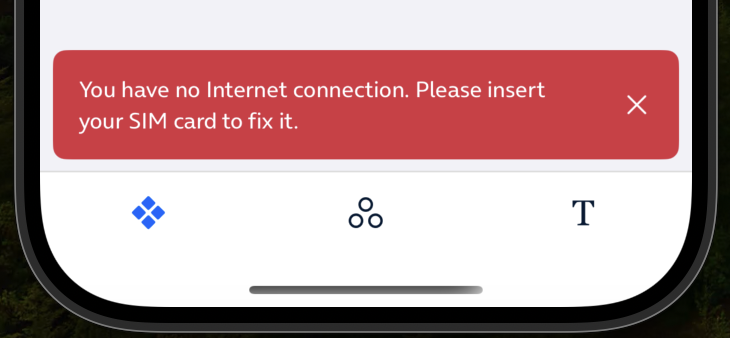 You have no Internet connection. Please insert
your SIM card to fix it.
T